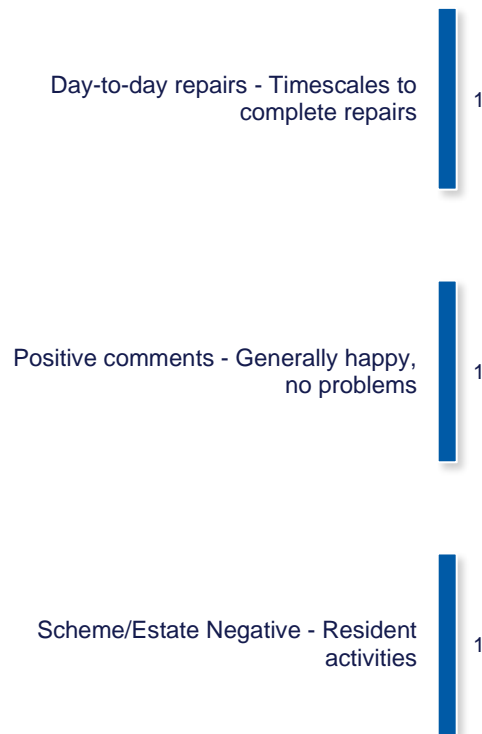 Day-to-day repairs - Timescales to
complete repairs
1
Positive comments - Generally happy,
no problems
1
Scheme/Estate Negative - Resident
activities
1